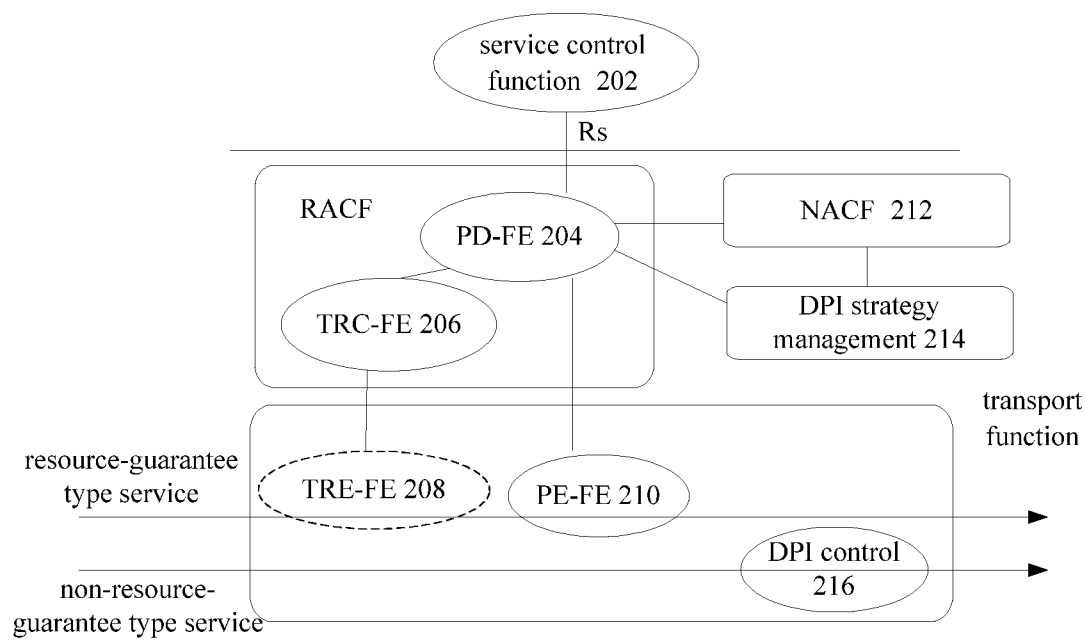 service control
function 202
Rs
RACF
PD-FE 204
NACF 212
TRC-FE 206
DPI strategy
management 214
transport
function
resource-guarantee
type service
TRE-FE 208
PE-FE 210
DPI control
216
non-resource-
guarantee type service